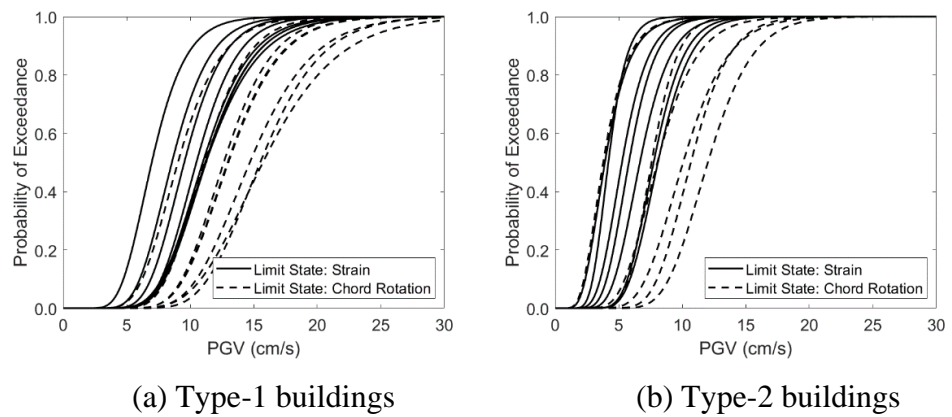 1.0
0.8
0.6
0.4
0.2
0.0
Probability of Exceedance
Limit State: Strain
Limit State: Chord Rotation
0 5 10 15 20 25 30
PGV (cm/s)
(a) Type-1 buildings
1.0
0.8
0.6
0.4
0.2
0.0
Probability of Exceedance
Limit State: Strain
Limit State: Chord Rotation
0 5 10 15 20 25 30
PGV (cm/s)
(b) Type-2 buildings